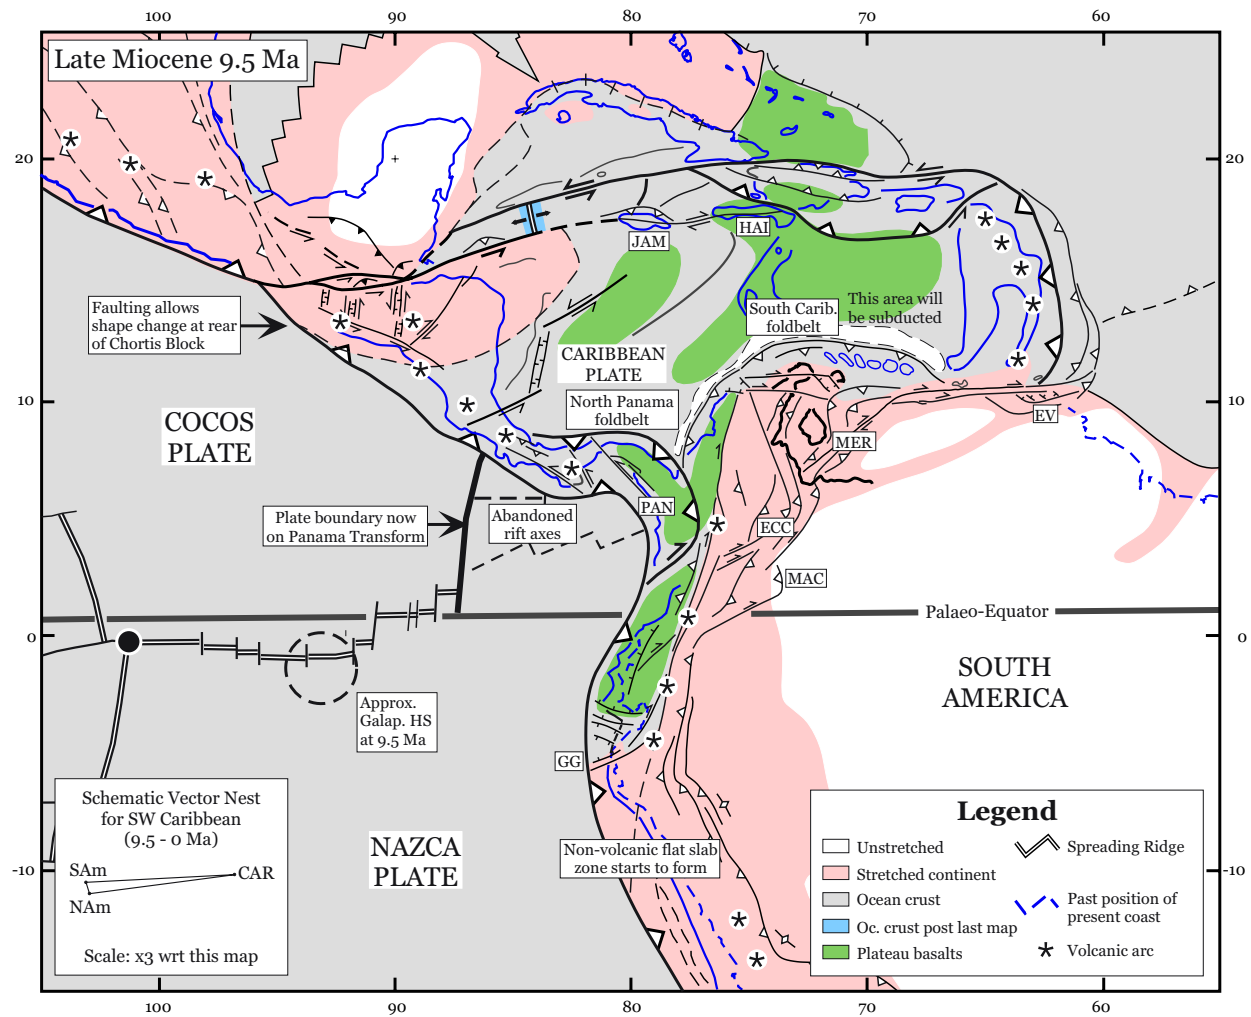 100
90
80
70
60
Late Miocene 9.5 Ma
20
20
JAM
HAI
Faulting allows
shape change at rear
of Chortis Block
South Carib.
foldbelt
This area will
be subducted
CARIBBEAN
PLATE
North Panama
foldbelt
10
10
COCOS
PLATE
EV
MER
PAN
ECC
Plate boundary now
on Panama Transform
Abandoned
rift axes
MAC
Palaeo-Equator
0
0
SOUTH
AMERICA
Approx.
Galap. HS
at 9.5 Ma
GG
Schematic Vector Nest
for SW Caribbean
(9.5 - 0 Ma)
SAm
CAR
NAm
Scale: x3 wrt this map
NAZCA
PLATE
Non-volcanic flat slab
zone starts to form
Legend
Unstretched
Spreading Ridge
Stretched continent
Ocean crust
Past position of
present coast
Oc. crust post last map
Plateau basalts
Volcanic arc
-10
-10
100
90
80
70
60